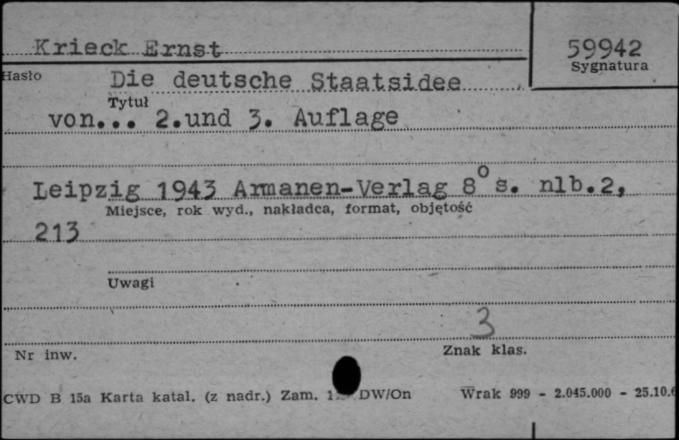 Krieck Ernst
59942
Sygnatura
Hasło
Die deutsche Staatsidee
Tytuł
von... 2.und 3. Auflage
Leipzig 1943 Armanen-Verlag 8° s. nlb.2,
Miejsce, rok wyd., nakładca, format, objętość
213
Uwagi
3
Nr inw.
Znak klas.
CWD B 15a Karta katal. (z nadr.) Zam. DW/On Wrak 999 - 2.045.000 - 25.10.